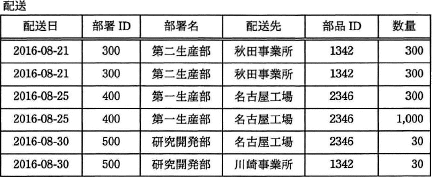 配送
配送日 部署ID 部署名 配送先 部品ID 数量
2016-08-21 300 第二生産部 秋田事業所 1342 300
2016-08-21 300 第二生産部 秋田事業所 1342 300
2016-08-25 400 第一生産部 名古屋工場 2346 300
2016-08-25 400 第一生産部 名古屋工場 2346 1,000
2016-08-30 500 研究開発部 名古屋工場 2346 30
2016-08-30 500 研究開発部 川崎事業所 1342 30